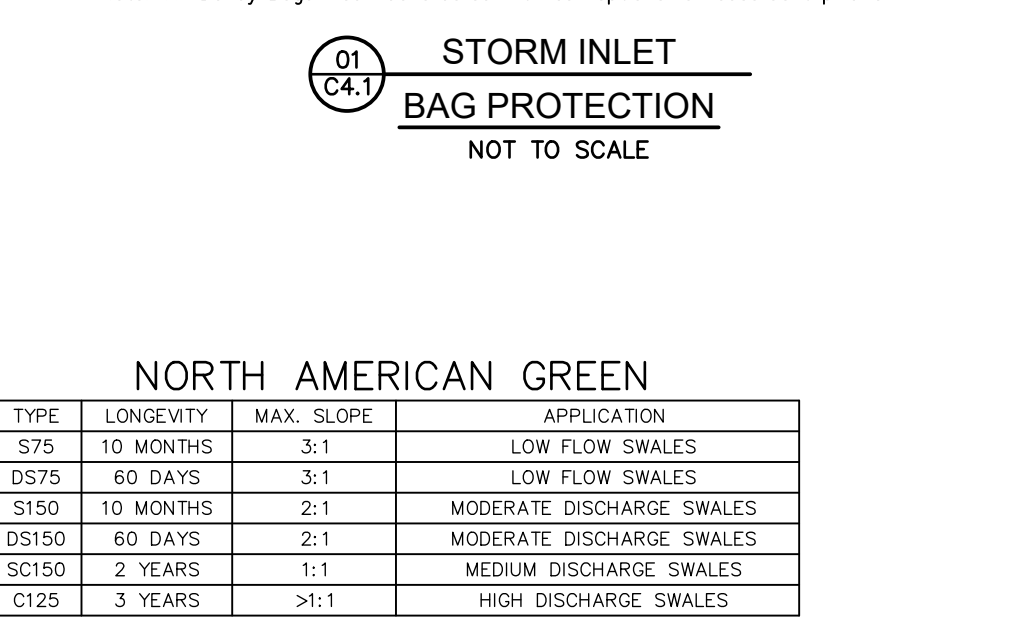 01
C4.1
STORM INLET
BAG PROTECTION
NOT TO SCALE
NORTH AMERICAN GREEN
TYPE LONGEVITY MAX. SLOPE APPLICATION
S75 10 MONTHS 3:1 LOW FLOW SWALES
DS75 60 DAYS 3:1 LOW FLOW SWALES
S150 10 MONTHS 2:1 MODERATE DISCHARGE SWALES
DS150 60 DAYS 2:1 MODERATE DISCHARGE SWALES
SC150 2 YEARS 1:1 MEDIUM DISCHARGE SWALES
C125 3 YEARS >1:1 HIGH DISCHARGE SWALES